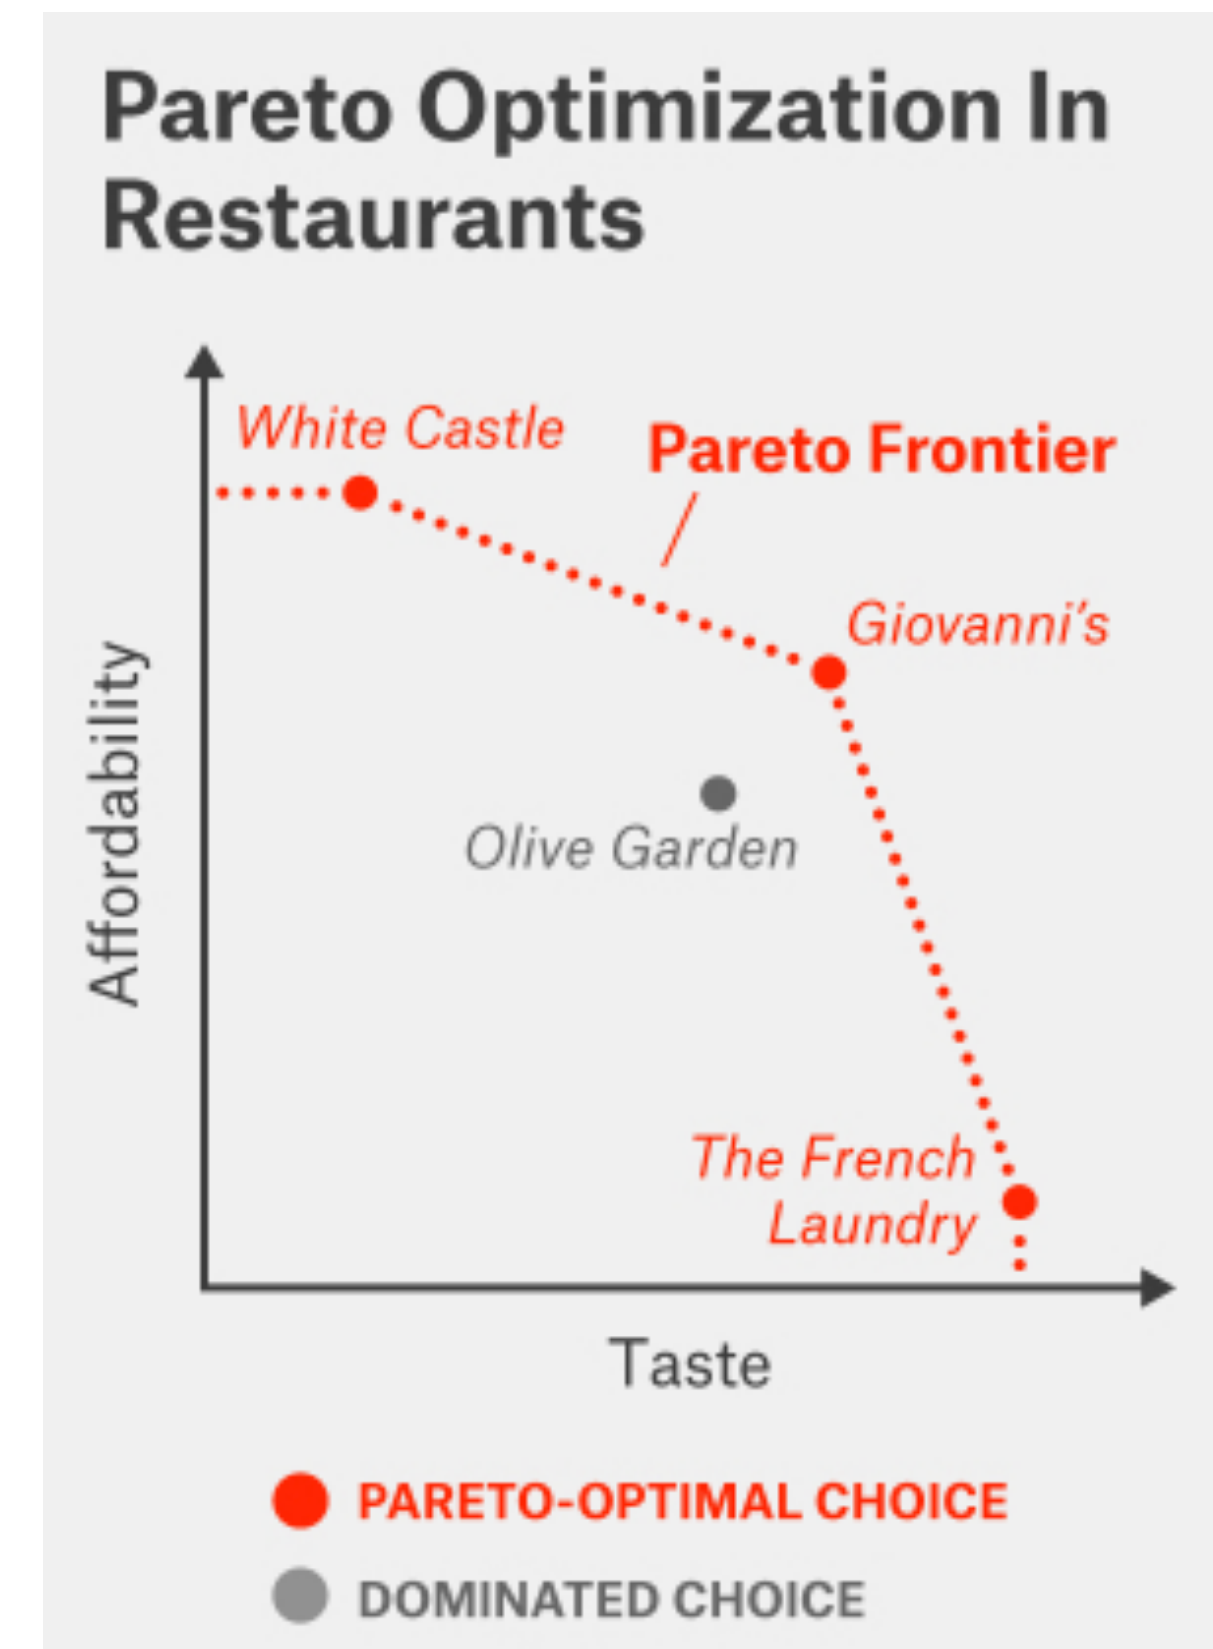 Pareto Optimization In
Restaurants
White Castle
Pareto Frontier
Giovanni's
Affordability
Olive Garden
The French
Laundry
Taste
PARETO-OPTIMAL CHOICE
DOMINATED CHOICE